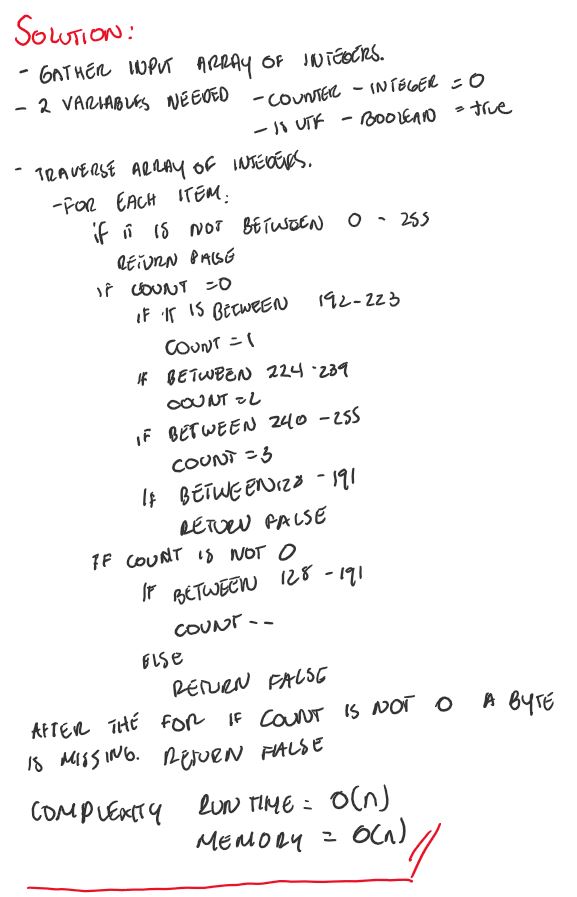 SOLUTION:
- GATHER INPUT ARRAY OF INTEGERS.
- 2 VARIABLES NEEDED - COUNTER - INTEGER = 0
- IS UTF - BOOLEAN = true
- TRAVERSE ARRAY OF INTEGERS.
- FOR EACH ITEM:
if it IS NOT BETWEEN 0 - 255
RETURN FALSE
IF COUNT = 0
IF IT IS BETWEEN 192-223
COUNT = 1
IF BETWEEN 224-239
COUNT = 2
IF BETWEEN 240 - 255
COUNT = 3
IF BETWEEN 128 - 191
RETURN FALSE
IF COUNT IS NOT 0
IF BETWEEN 128 - 191
COUNT --
ELSE
RETURN FALSE
AFTER THE FOR IF COUNT IS NOT 0 A BYTE
IS MISSING. RETURN FALSE
COMPLEXITY RUN TIME = O(n)
MEMORY = O(n)